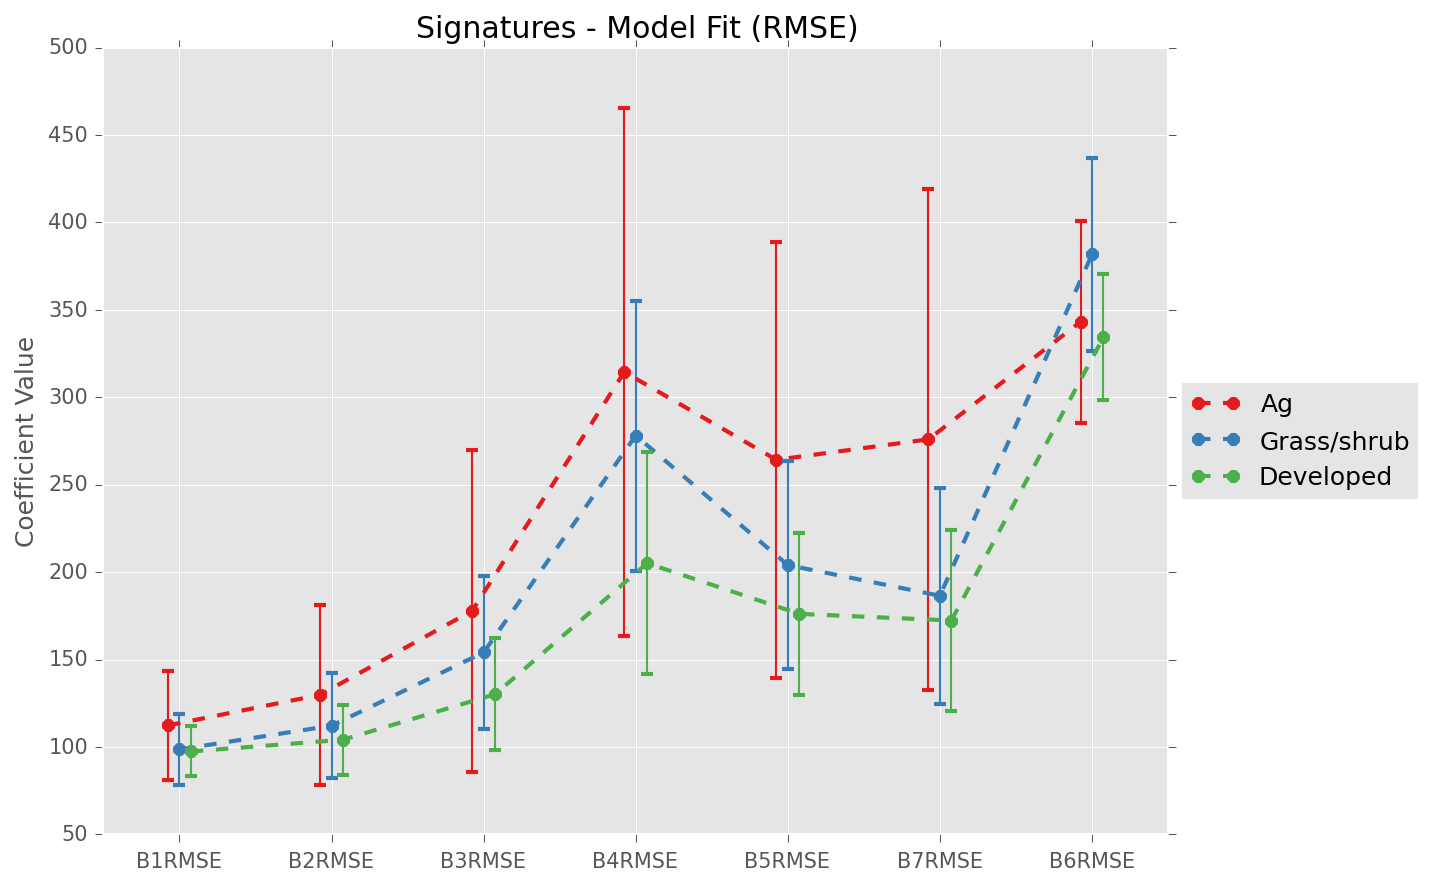 Signatures - Model Fit (RMSE)
500
450
400
350
300
250
200
150
100
50
Coefficient Value
B1RMSE B2RMSE B3RMSE B4RMSE B5RMSE B7RMSE B6RMSE
Ag
Grass/shrub
Developed